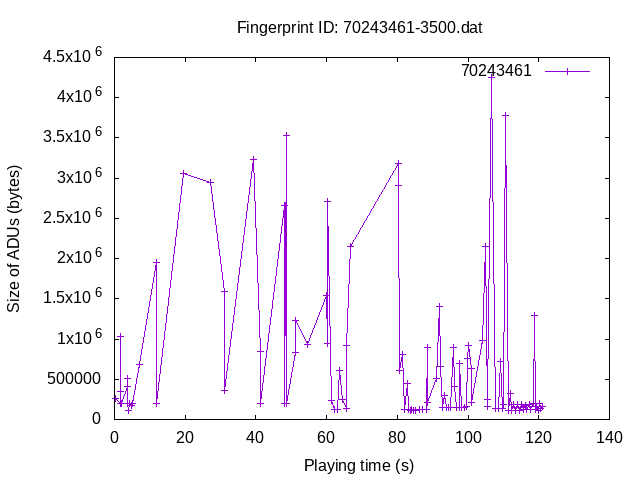 Fingerprint ID: 70243461-3500.dat
4.5x10^6
70243461
4x10^6
3.5x10^6
3x10^6
2.5x10^6
2x10^6
1.5x10^6
1x10^6
500000
0
Size of ADUs (bytes)
0 20 40 60 80 100 120 140
Playing time (s)